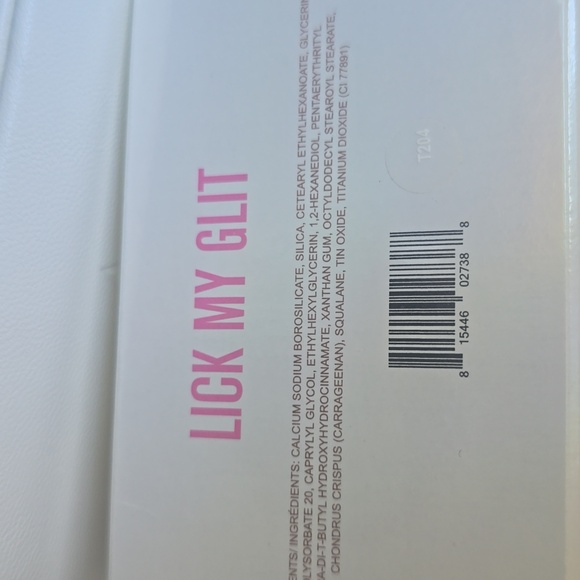 LICK MY GLIT
ENTS/ INGRÉDIENTS: CALCIUM SODIUM BOROSILICATE, SILICA, CETEARYL ETHYLHEXANOATE, GLYCERIN
LYSORBATE 20, CAPRYLYL GLYCOL, ETHYLHEXYLGLYCERIN, 1,2-HEXANEDIOL, PENTAERYTHRITYL
A-DI-T-BUTYL HYDROXYHYDROCINNAMATE, XANTHAN GUM, OCTYLDODECYL STEAROYL STEARATE,
CHONDRUS CRISPUS (CARRAGEENAN), SQUALANE, TIN OXIDE, TITANIUM DIOXIDE (CI 77891)
T204
8 15446 02738 8